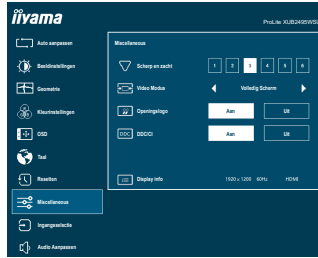 iiyama
ProLite XUB2495WSU
Auto aanpassen
Miscellaneous
Beeldinstellingen
Scherp en zacht
1 2 3 4 5 6
Geometrie
Video Modus
Volledig Scherm
Kleurinstellingen
Openingslogo
Aan
Uit
OSD
DDC
DDC/CI
Aan
Uit
Taal
Resetten
Display info
1920 x 1200 60Hz HDMI
Miscellaneous
Ingangsselectie
Audio Aanpassen